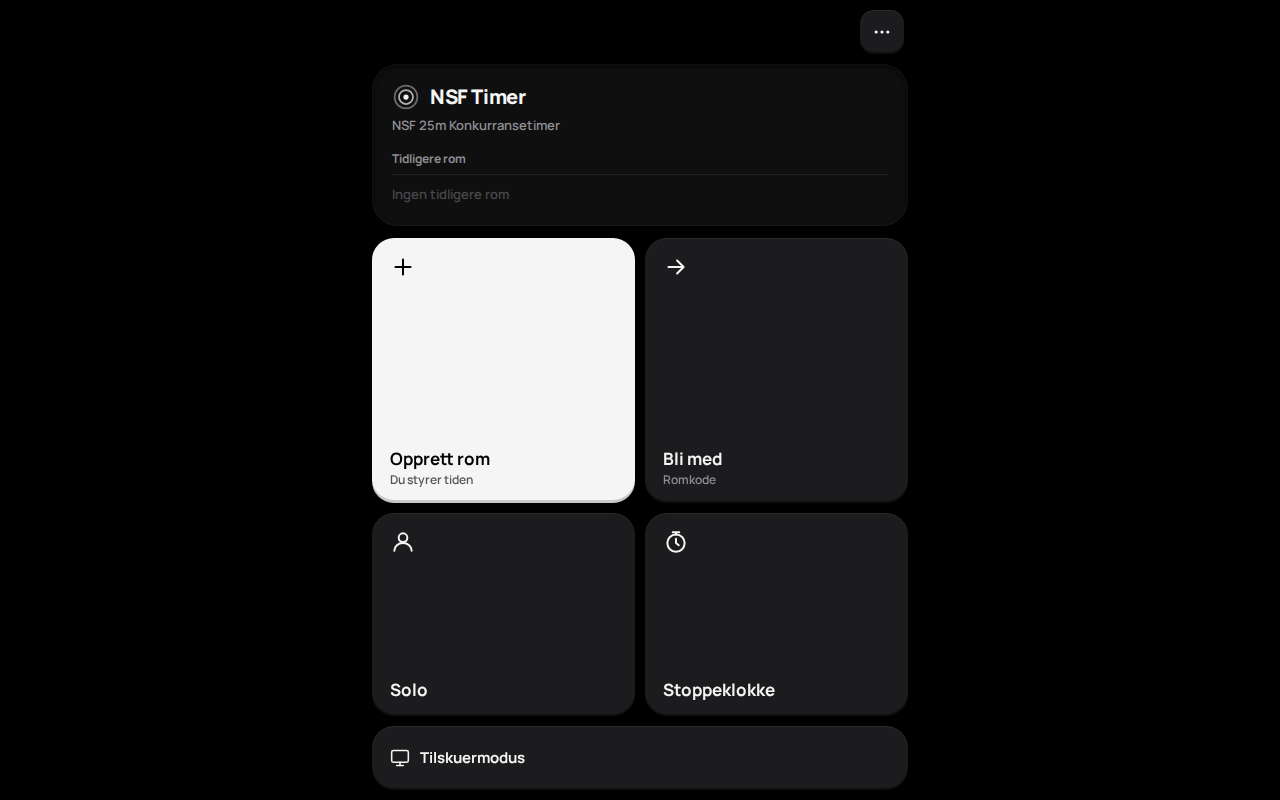 NSF Timer
NSF 25m Konkurransetimer
Tidligere rom
Ingen tidligere rom
Opprett rom
Du styrer tiden
Bli med
Romkode
Solo
Stoppeklokke
Tilskuermodus